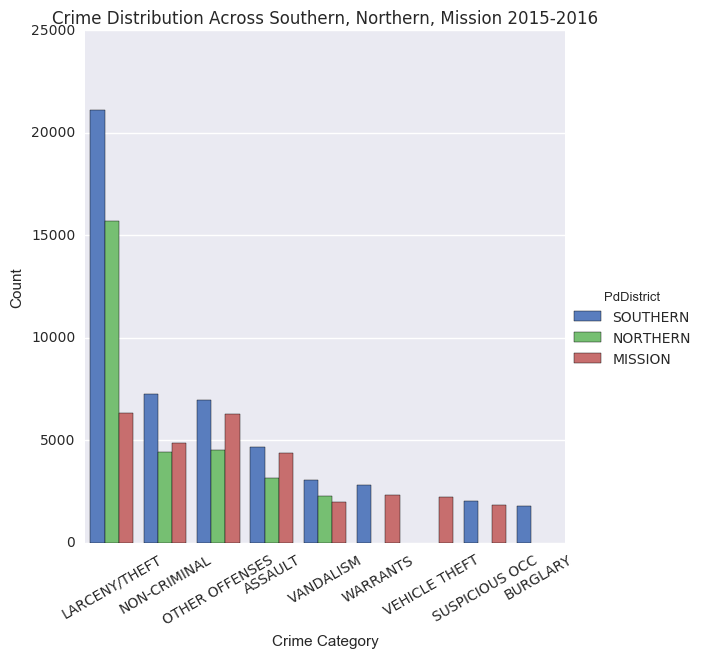 Crime Distribution Across Southern, Northern, Mission 2015-2016
25000
20000
15000
10000
5000
0
Count
LARCENY/THEFT
NON-CRIMINAL
OTHER OFFENSES
ASSAULT
VANDALISM
WARRANTS
VEHICLE THEFT
SUSPICIOUS OCC
BURGLARY
Crime Category
PdDistrict
SOUTHERN
NORTHERN
MISSION